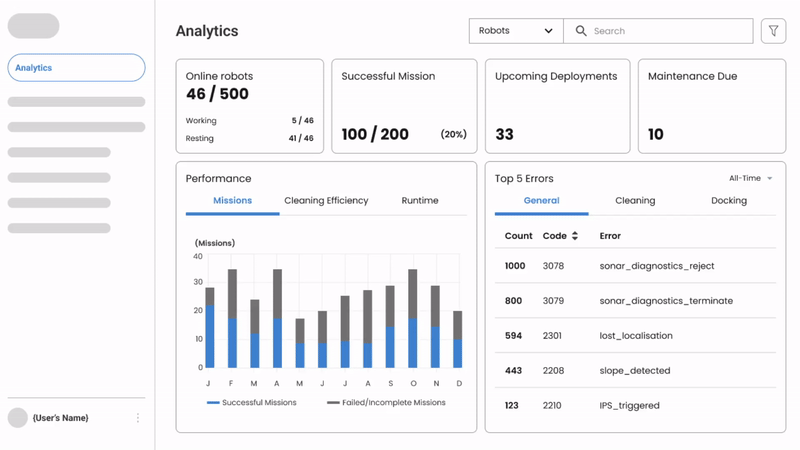 Analytics
Analytics
Robots
Search
Online robots
46 / 500
Working 5 / 46
Resting 41 / 46
Successful Mission
100 / 200 (20%)
Upcoming Deployments
33
Maintenance Due
10
Performance
Missions Cleaning Efficiency Runtime
(Missions)
40
30
20
10
0
J F M A M J J A S O N D
Successful Missions Failed/Incomplete Missions
Top 5 Errors
All-Time
General Cleaning Docking
Count Code Error
1000 3078 sonar_diagnostics_reject
800 3079 sonar_diagnostics_terminate
594 2301 lost_localisation
443 2208 slope_detected
123 2210 IPS_triggered
{User's Name}